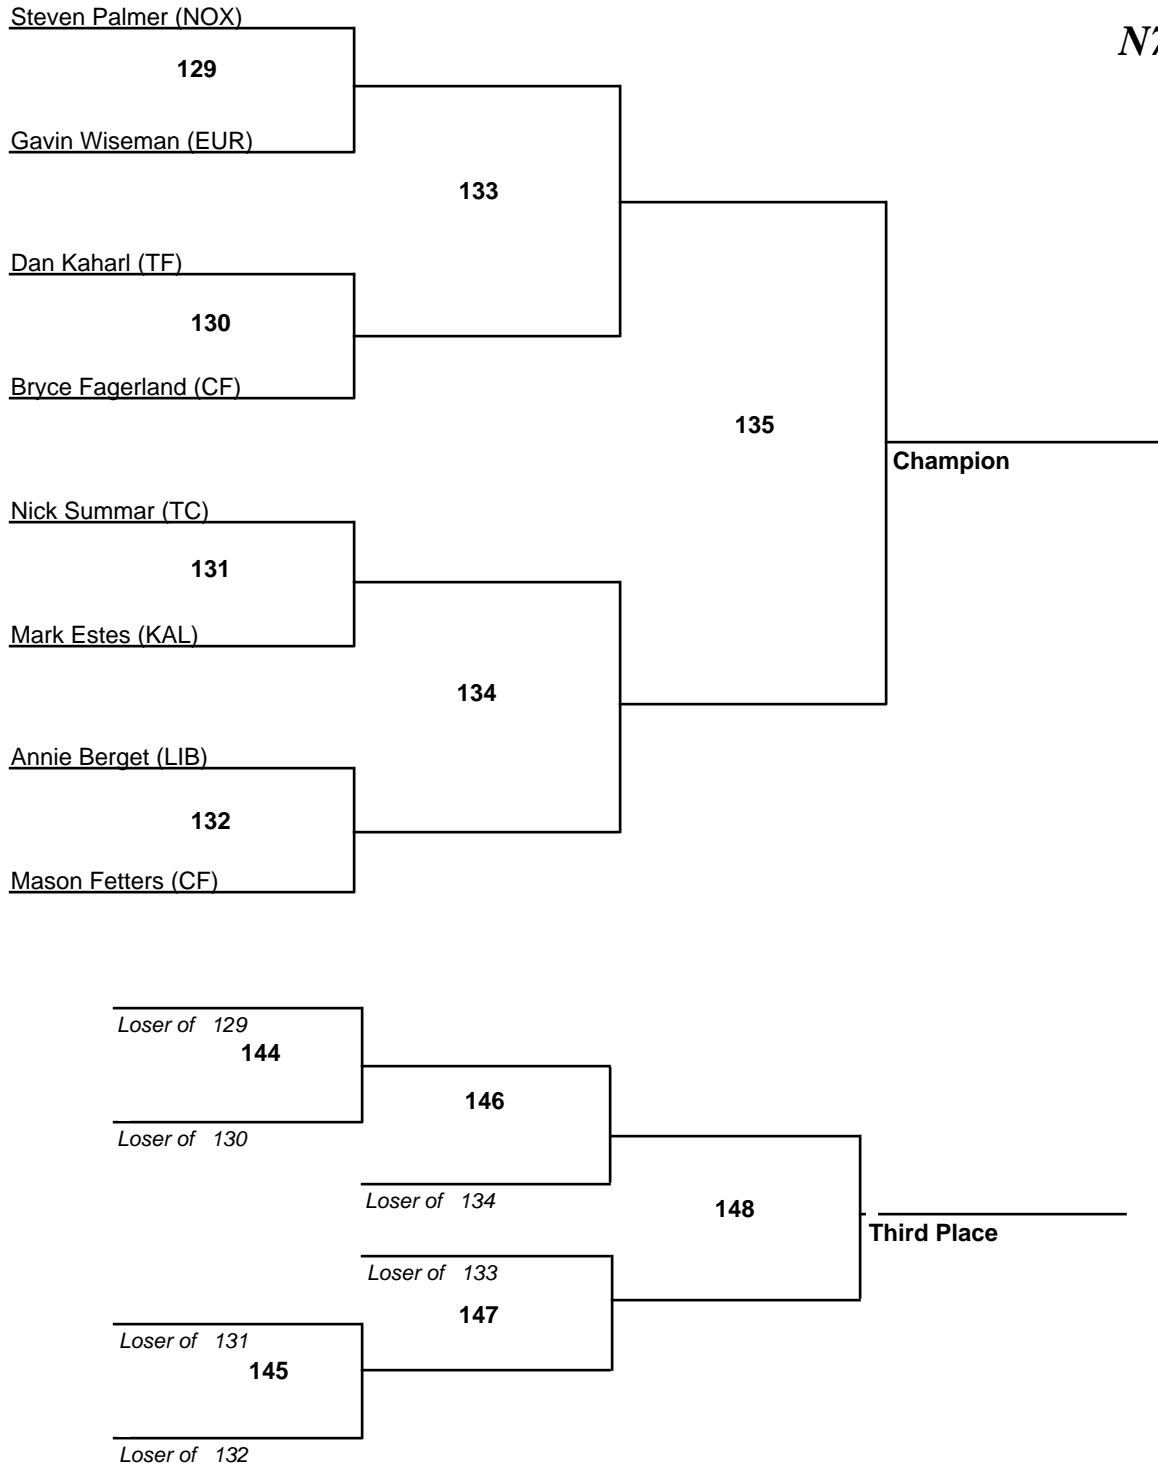 Steven Palmer (NOX)
N7
129
Gavin Wiseman (EUR)
133
Dan Kaharl (TF)
130
Bryce Fagerland (CF)
135
Champion
Nick Summar (TC)
131
Mark Estes (KAL)
134
Annie Berget (LIB)
132
Mason Fetters (CF)
Loser of 129
144
146
Loser of 130
Loser of 134
148
Third Place
Loser of 133
147
Loser of 131
145
Loser of 132